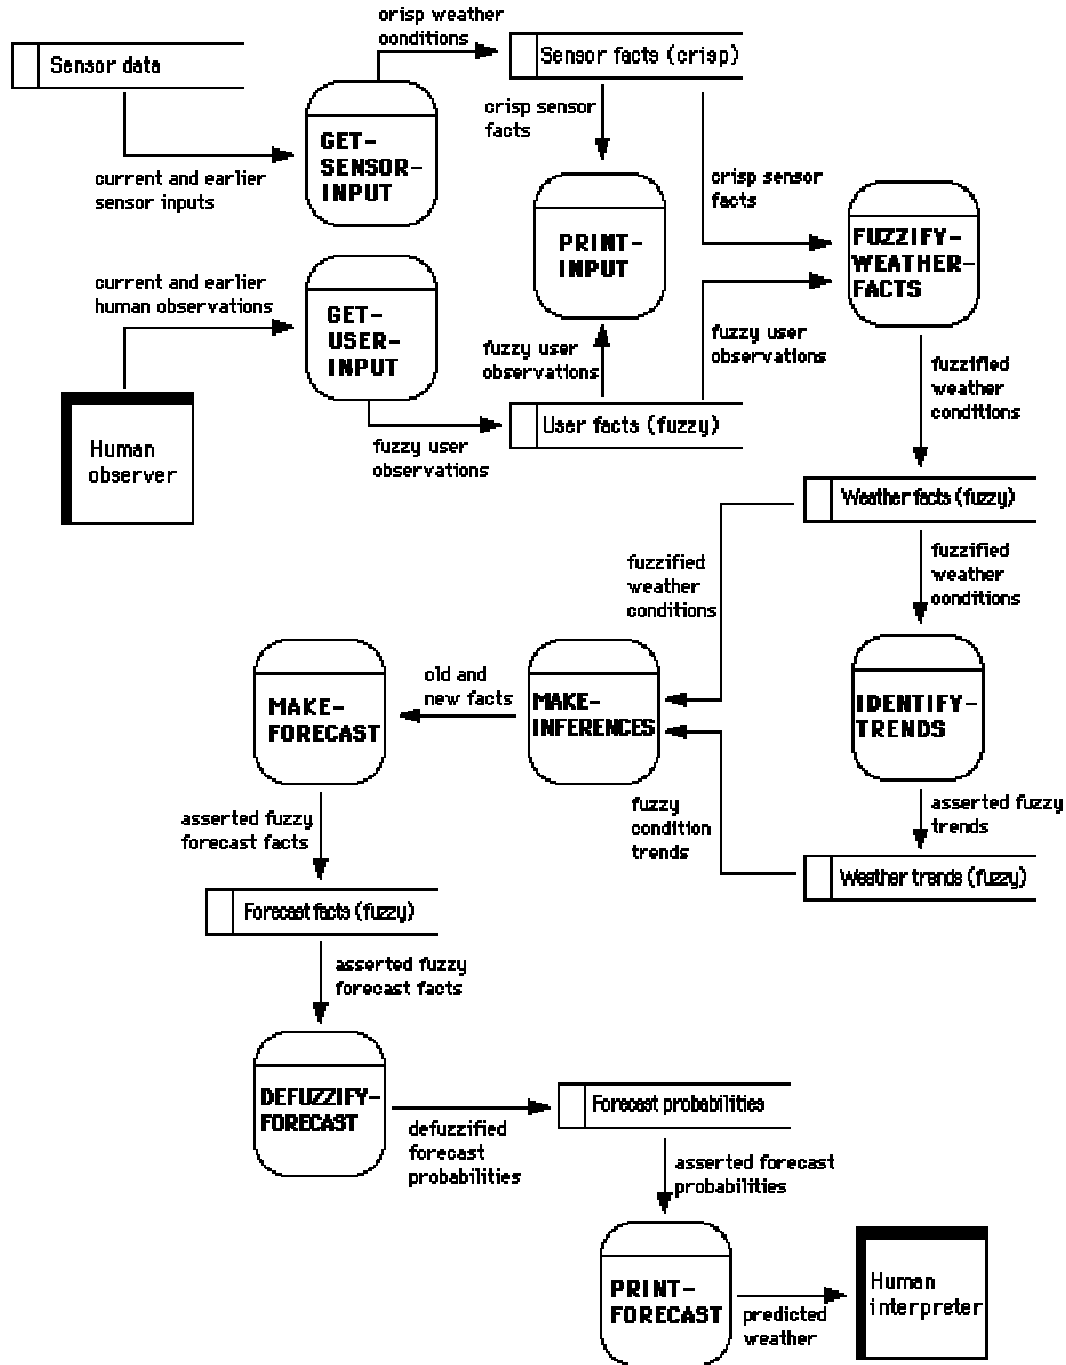 crisp weather
conditions
Sensor data
Sensor facts (crisp)
GET-
SENSOR-
INPUT
crisp sensor
facts
current and earlier
sensor inputs
crisp sensor
facts
PRINT-
INPUT
FUZZIFY-
WEATHER-
FACTS
current and earlier
human observations
GET-
USER-
INPUT
fuzzy user
observations
fuzzy user
observations
fuzzified
weather
conditions
Human
observer
fuzzy user
observations
User facts (fuzzy)
Weather facts (fuzzy)
fuzzified
weather
conditions
fuzzified
weather
conditions
MAKE-
FORECAST
old and
new facts
MAKE-
INFERENCES
IDENTIFY-
TRENDS
asserted fuzzy
forecast facts
fuzzy
condition
trends
asserted fuzzy
trends
Weather trends (fuzzy)
Forecast facts (fuzzy)
asserted fuzzy
forecast facts
DEFUZZIFY-
FORECAST
defuzzified
forecast
probabilities
Forecast probabilities
asserted forecast
probabilities
PRINT-
FORECAST
predicted
weather
Human
interpreter